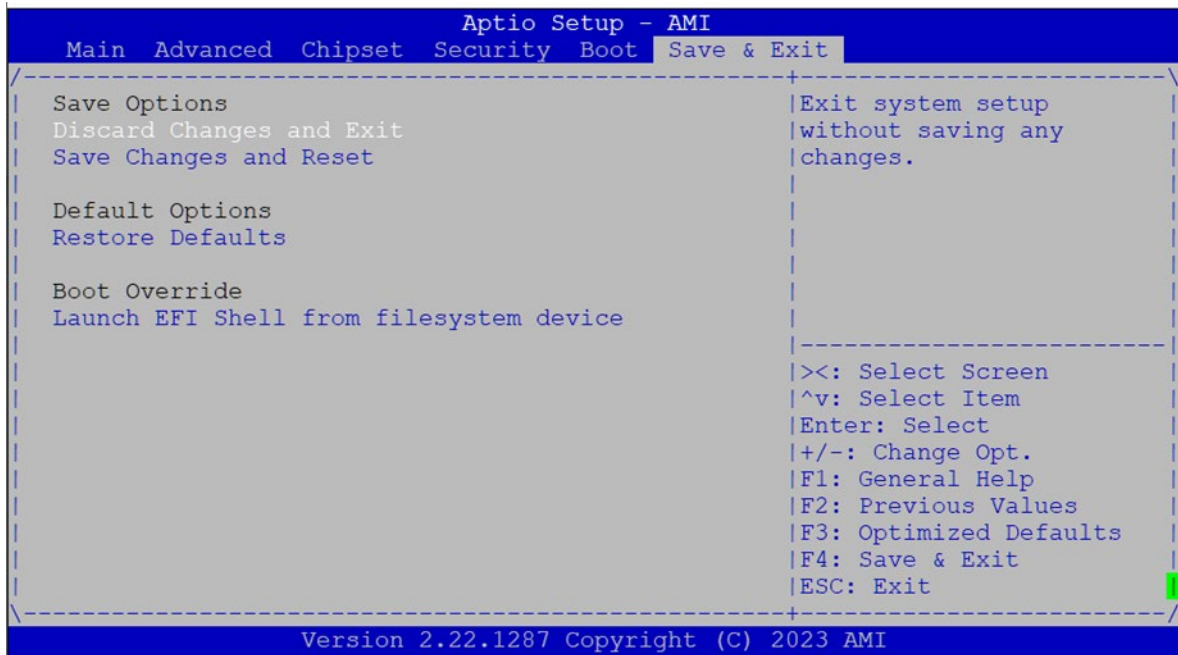 Aptio Setup - AMI
Main Advanced Chipset Security Boot Save & Exit
Save Options
Discard Changes and Exit
Save Changes and Reset
Default Options
Restore Defaults
Boot Override
Launch EFI Shell from filesystem device
Exit system setup
without saving any
changes.
><: Select Screen
^v: Select Item
Enter: Select
+/-: Change Opt.
F1: General Help
F2: Previous Values
F3: Optimized Defaults
F4: Save & Exit
ESC: Exit
Version 2.22.1287 Copyright (C) 2023 AMI